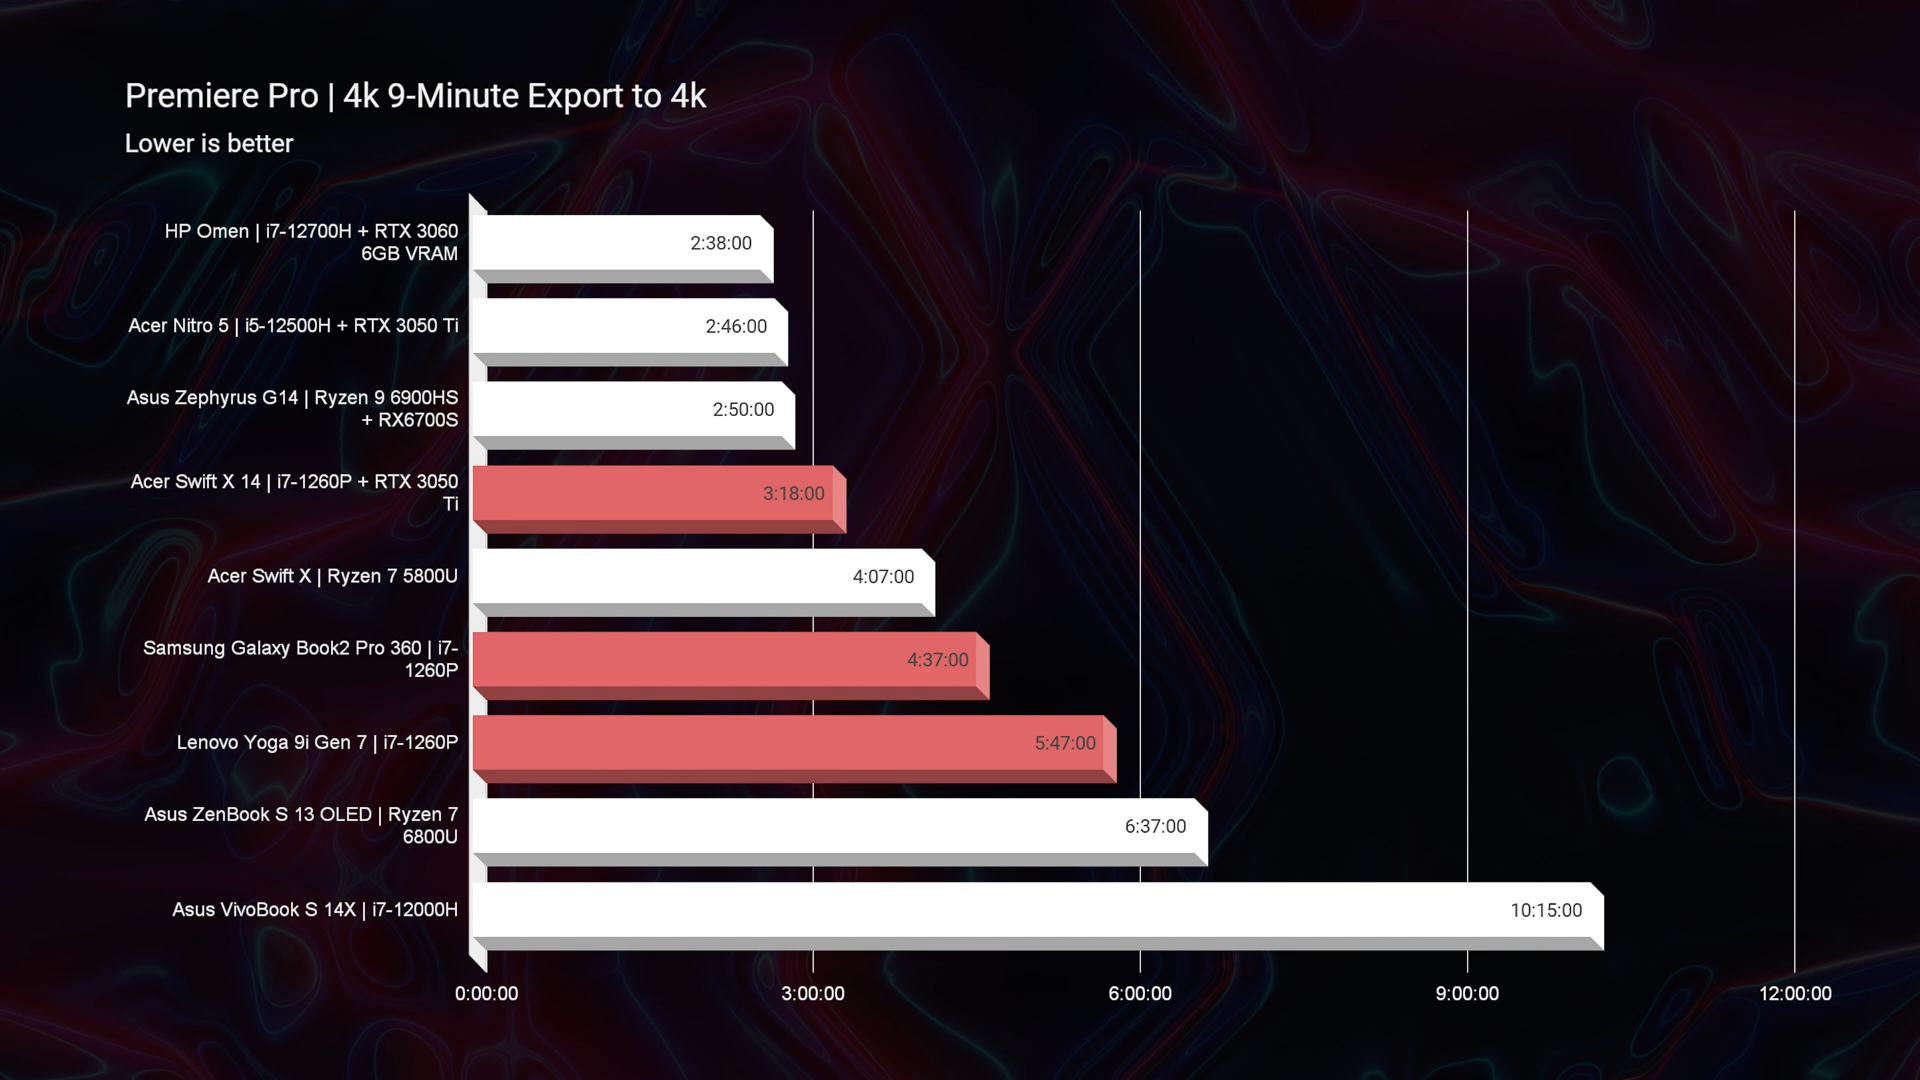 Premiere Pro | 4k 9-Minute Export to 4k
Lower is better
HP Omen | i7-12700H + RTX 3060
6GB VRAM
2:38:00
Acer Nitro 5 | i5-12500H + RTX 3050 Ti
2:46:00
Asus Zephyrus G14 | Ryzen 9 6900HS
+ RX6700S
2:50:00
Acer Swift X 14 | i7-1260P + RTX 3050
Ti
3:18:00
Acer Swift X | Ryzen 7 5800U
4:07:00
Samsung Galaxy Book2 Pro 360 | i7-
1260P
4:37:00
Lenovo Yoga 9i Gen 7 | i7-1260P
5:47:00
Asus ZenBook S 13 OLED | Ryzen 7
6800U
6:37:00
Asus VivoBook S 14X | i7-12000H
10:15:00
0:00:00 3:00:00 6:00:00 9:00:00 12:00:00